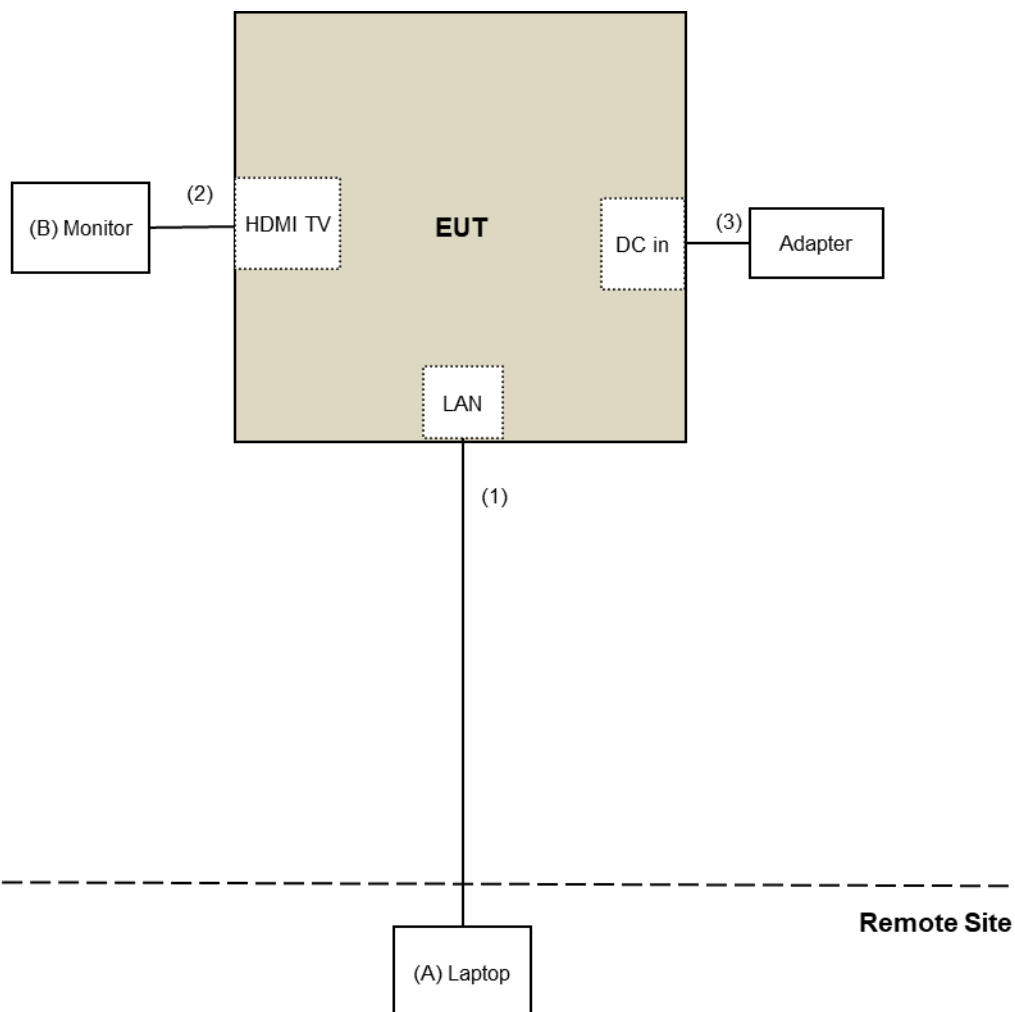 (2)
(B) Monitor
HDMI TV
EUT
DC in
(3)
Adapter
LAN
(1)
Remote Site
(A) Laptop